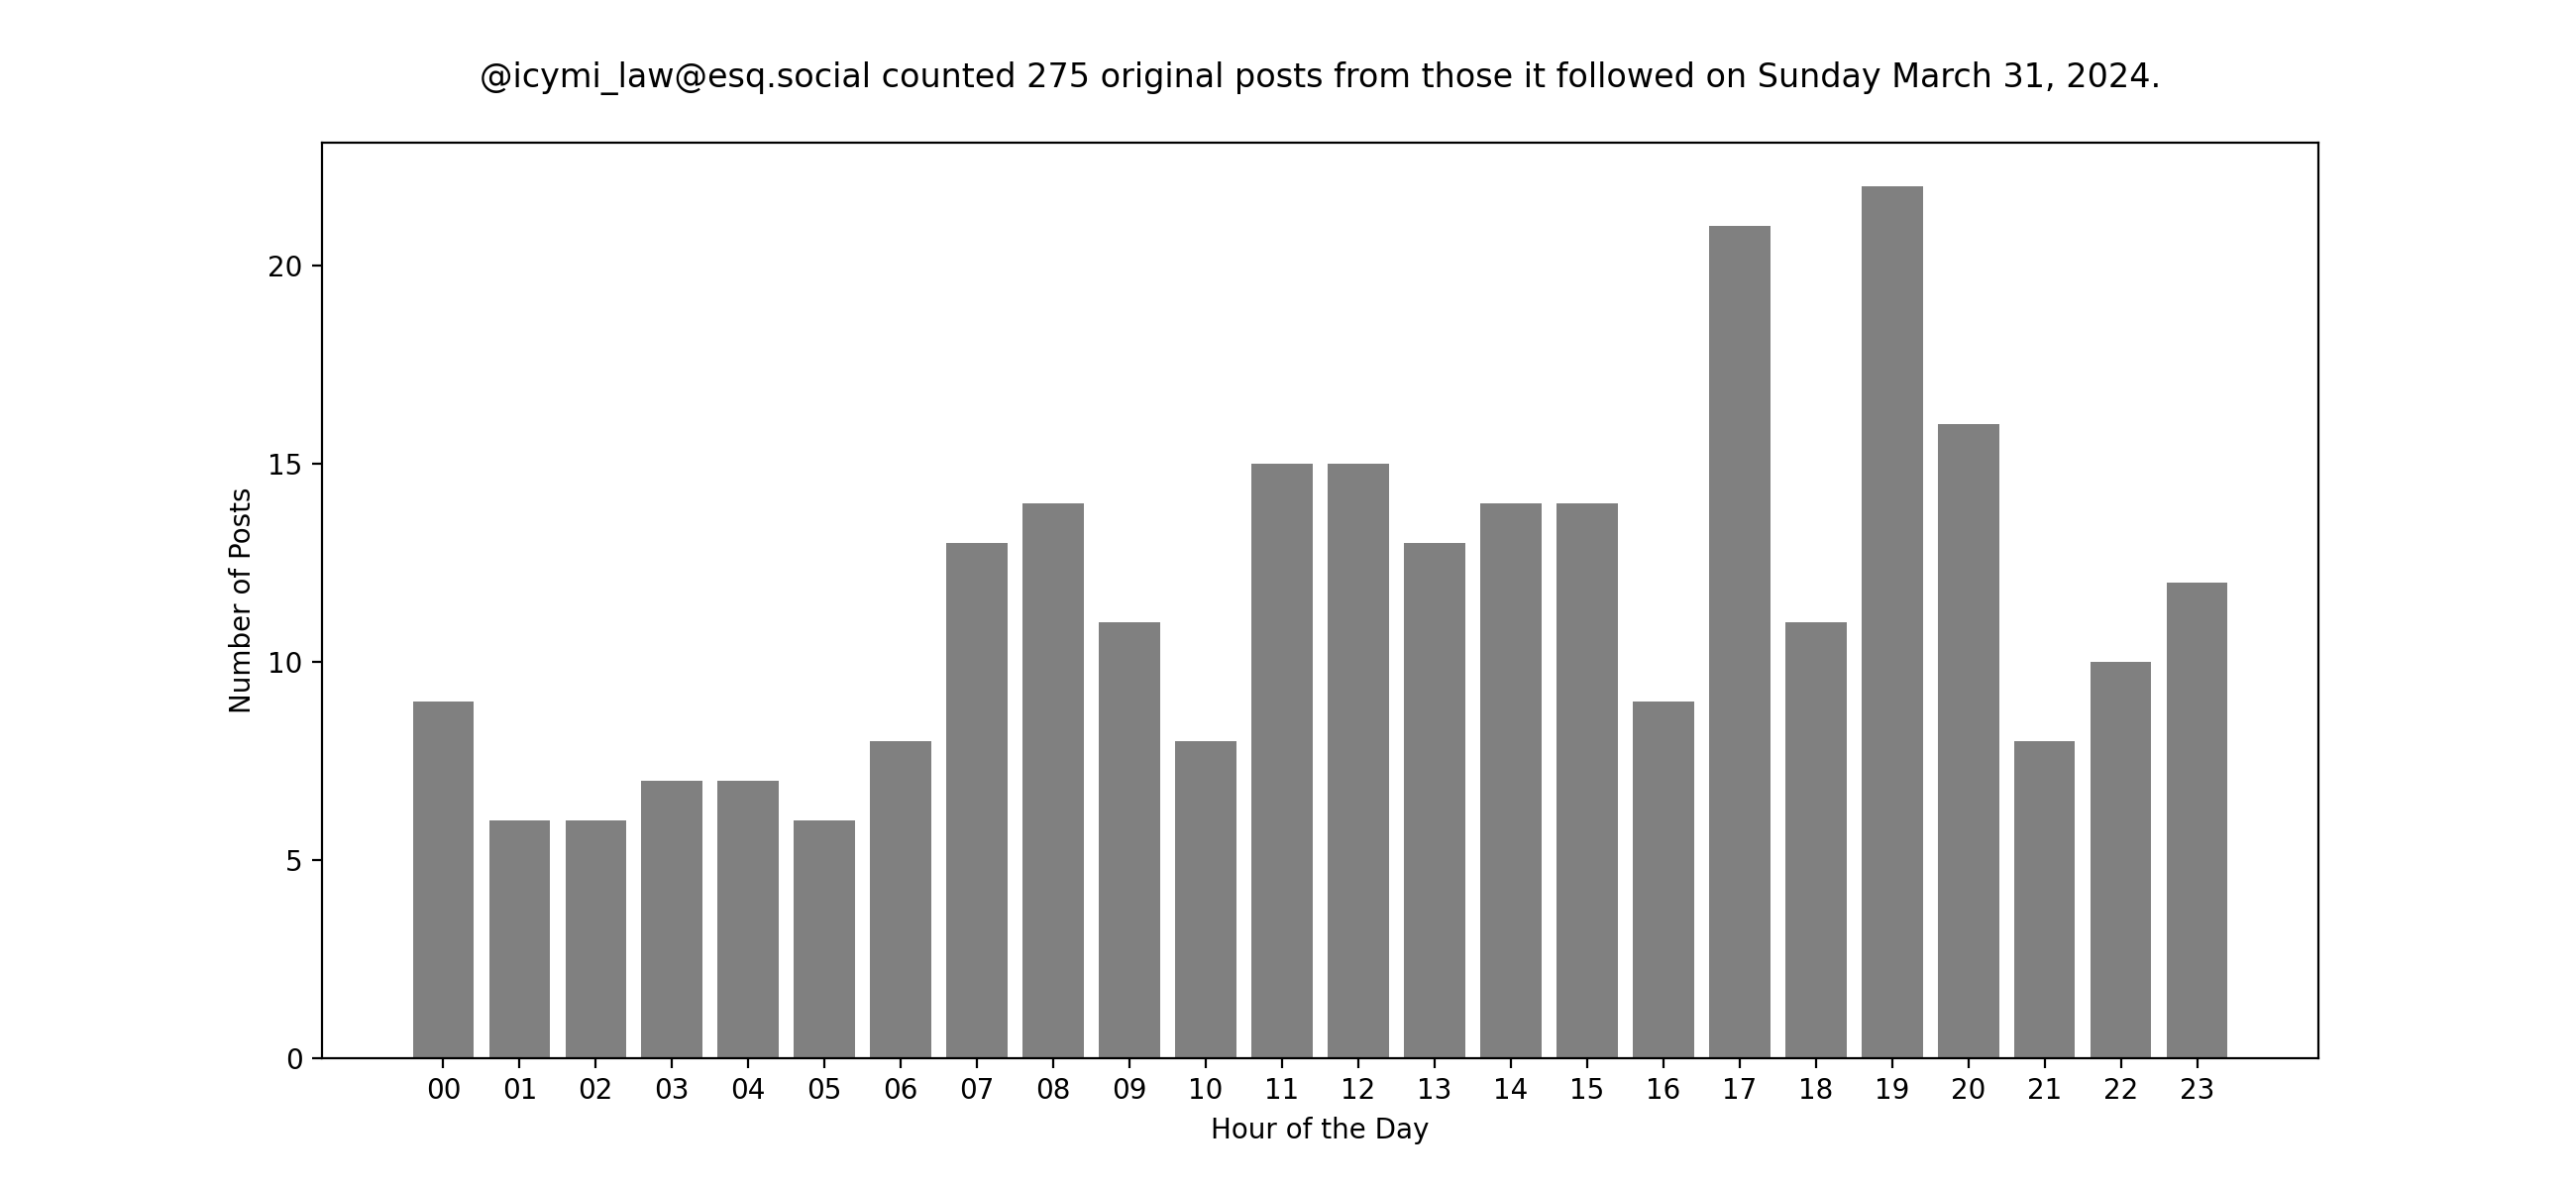 @icymi_law@esq.social counted 275 original posts from those it followed on Sunday March 31, 2024.
20
15
10
5
0
Number of Posts
00 01 02 03 04 05 06 07 08 09 10 11 12 13 14 15 16 17 18 19 20 21 22 23
Hour of the Day